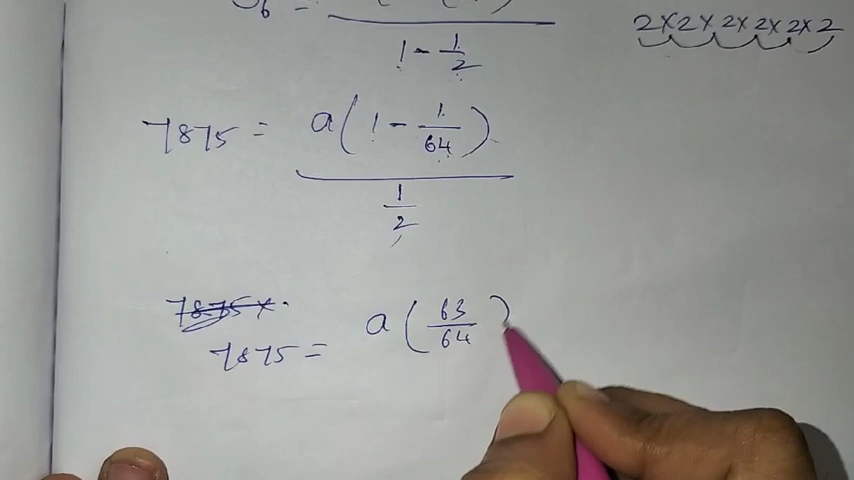 S₆ =
1 - 1/2
2 x 2 x 2 x 2 x 2 x 2
7875 = a(1 - 1/64) / (1/2)
7875 x
7875 = a(63/64)